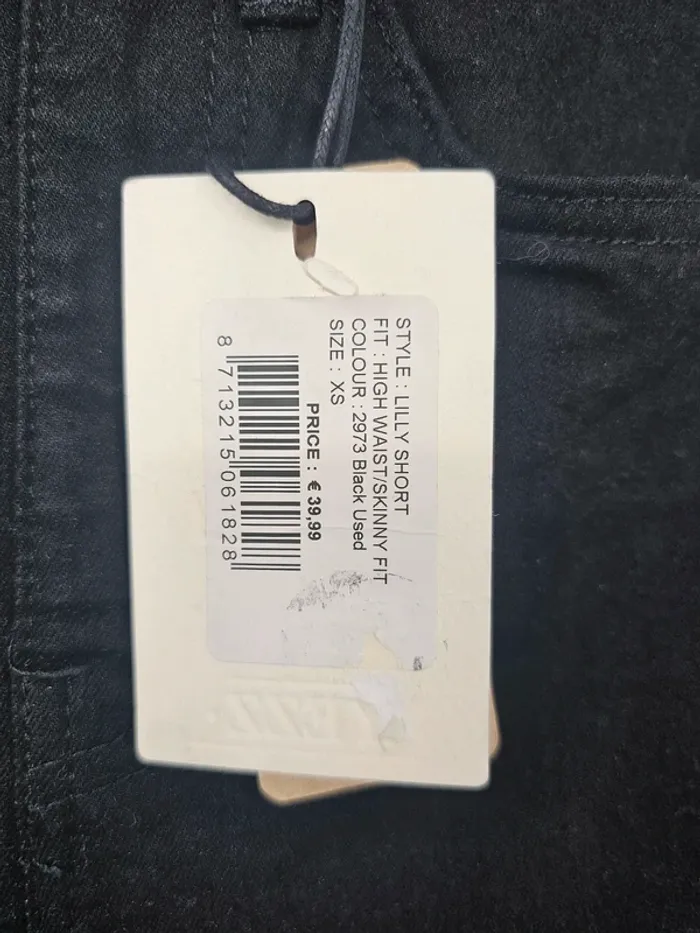 STYLE : LILLY SHORT
FIT : HIGH WAIST/SKINNY FIT
COLOUR : 2973 Black Used
SIZE : XS
PRICE : € 39,99
8 713215 061828